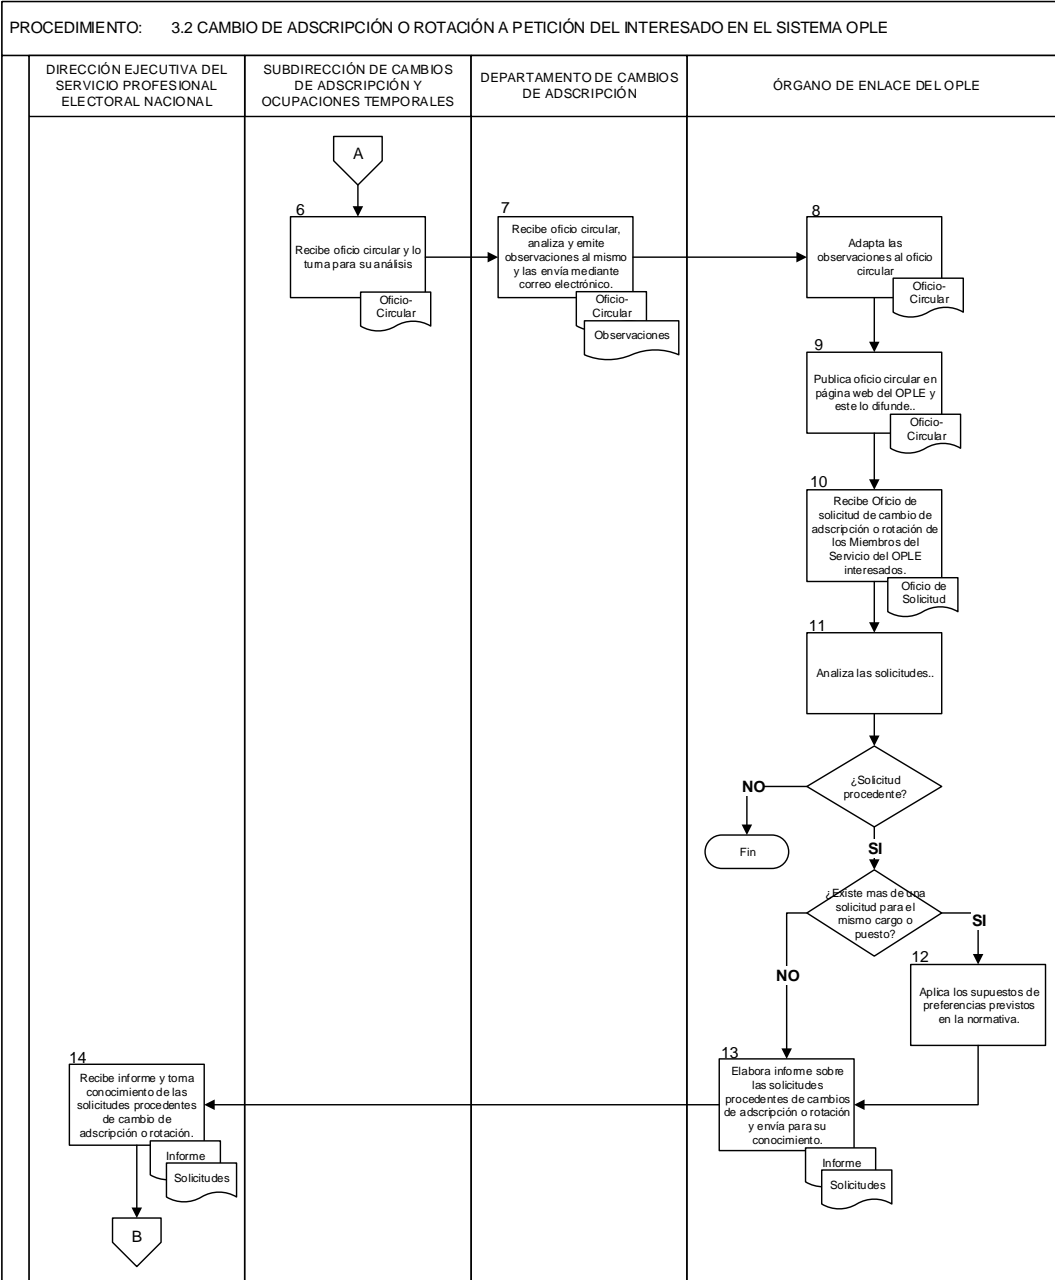 PROCEDIMIENTO: 3.2 CAMBIO DE ADSCRIPCIÓN O ROTACIÓN A PETICIÓN DEL INTERESADO EN EL SISTEMA OPLE
DIRECCIÓN EJECUTIVA DEL
SERVICIO PROFESIONAL
ELECTORAL NACIONAL
SUBDIRECCIÓN DE CAMBIOS
DE ADSCRIPCIÓN Y
OCUPACIONES TEMPORALES
DEPARTAMENTO DE CAMBIOS
DE ADSCRIPCIÓN
ÓRGANO DE ENLACE DEL OPLE
A
6
Recibe oficio circular y lo
turna para su análisis
Oficio-
Circular
7
Recibe oficio circular,
analiza y emite
observaciones al mismo
y las envía mediante
correo electrónico.
Oficio-
Circular
Observaciones
8
Adapta las
observaciones al oficio
circular
Oficio-
Circular
9
Publica oficio circular en
página web del OPLE y
este lo difunde..
Oficio-
Circular
10
Recibe Oficio de
solicitud de cambio de
adscripción o rotación de
los Miembros del
Servicio del OPLE
interesados.
Oficio de
Solicitud
11
Analiza las solicitudes..
¿Solicitud
procedente?
NO
Fin
SI
¿Existe mas de una
solicitud para el
mismo cargo o
puesto?
SI
NO
12
Aplica los supuestos de
preferencias previstos
en la normativa.
13
Elabora informe sobre
las solicitudes
procedentes de cambios
de adscripción o rotación
y envía para su
conocimiento.
Informe
Solicitudes
14
Recibe informe y toma
conocimiento de las
solicitudes procedentes
de cambio de
adscripción o rotación.
Informe
Solicitudes
B